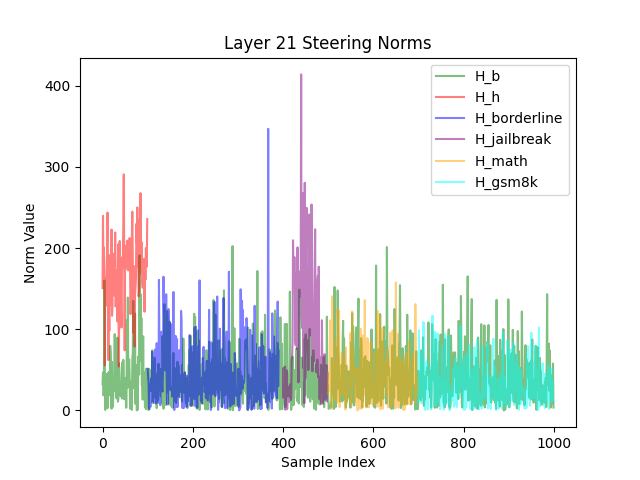 Layer 21 Steering Norms
Norm Value
400
300
200
100
0
0
200
400
600
800
1000
Sample Index
H_b
H_h
H_borderline
H_jailbreak
H_math
H_gsm8k